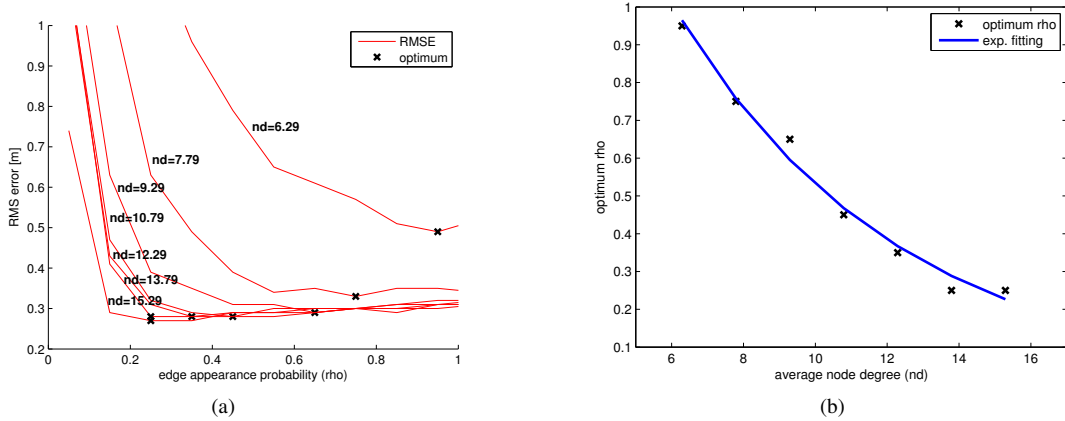 1
0.9
0.8
0.7
0.6
0.5
0.4
0.3
0.2
RMS error [m]
RMSE
optimum
nd=6.29
nd=7.79
nd=9.29
nd=10.79
nd=12.29
nd=13.79
nd=15.29
0 0.2 0.4 0.6 0.8 1
edge appearance probability (rho)
(a)
1
0.9
0.8
0.7
0.6
0.5
0.4
0.3
0.2
0.1
optimum rho
optimum rho
exp. fitting
6 8 10 12 14 16
average node degree (nd)
(b)